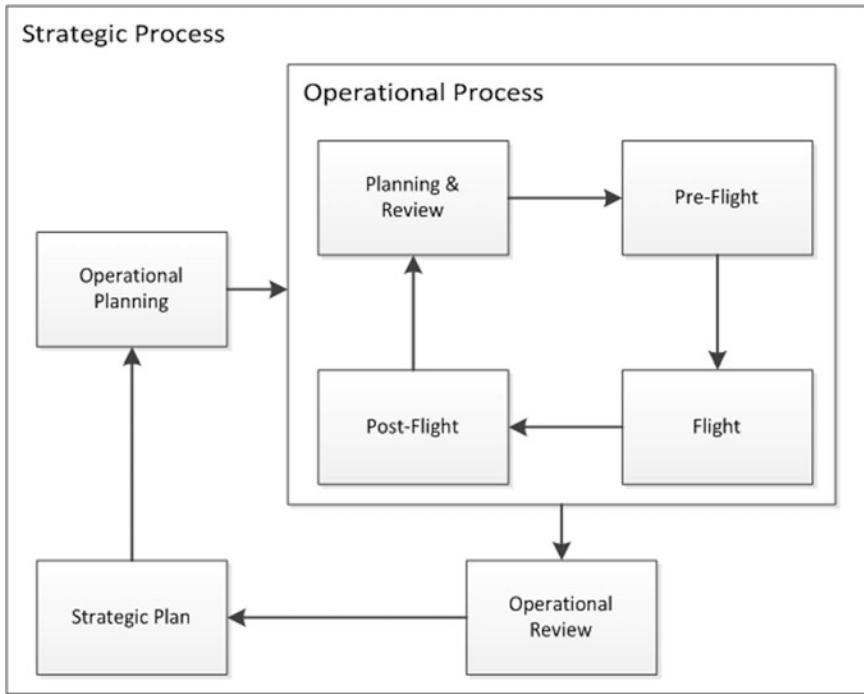 Strategic Process
Operational Process
Planning &
Review
Pre-Flight
Operational
Planning
Post-Flight
Flight
Strategic Plan
Operational
Review